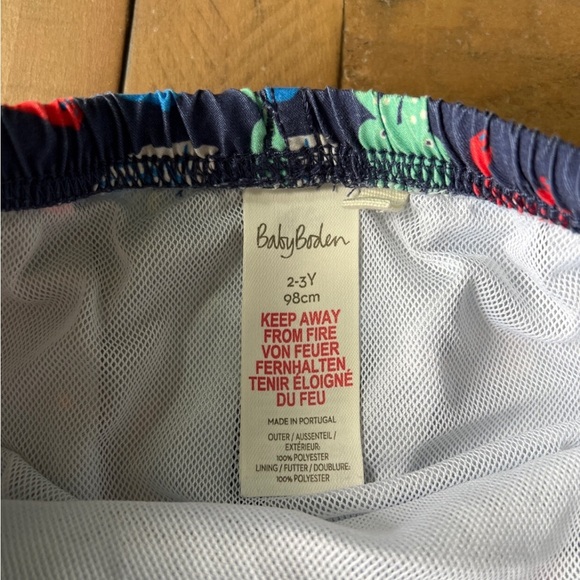 BabyBoden
2-3Y
98cm
KEEP AWAY
FROM FIRE
VON FEUER
FERNHALTEN
TENIR ÉLOIGNÉ
DU FEU
MADE IN PORTUGAL
OUTER / AUSSENTEIL /
EXTÉRIEUR:
100% POLYESTER
LINING / FUTTER / DOUBLURE:
100% POLYESTER